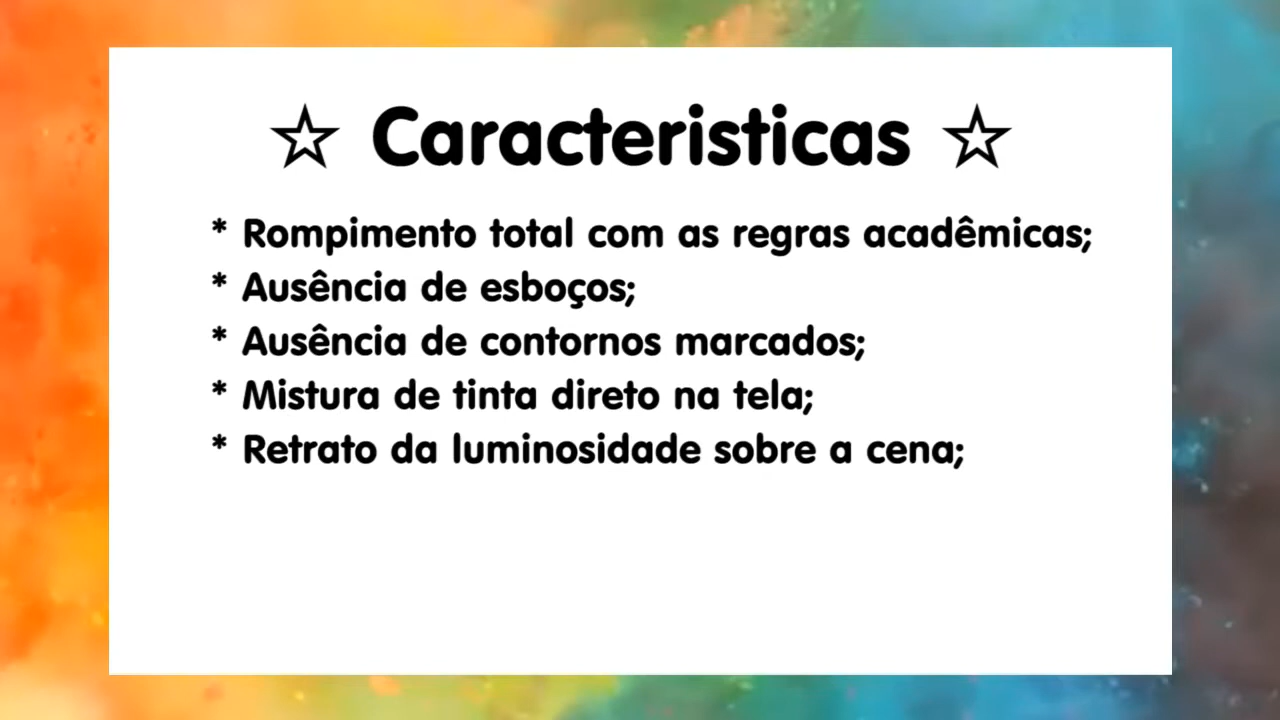 ☆ Caracteristicas ☆
* Rompimento total com as regras acadêmicas;
* Ausência de esboços;
* Ausência de contornos marcados;
* Mistura de tinta direto na tela;
* Retrato da luminosidade sobre a cena;